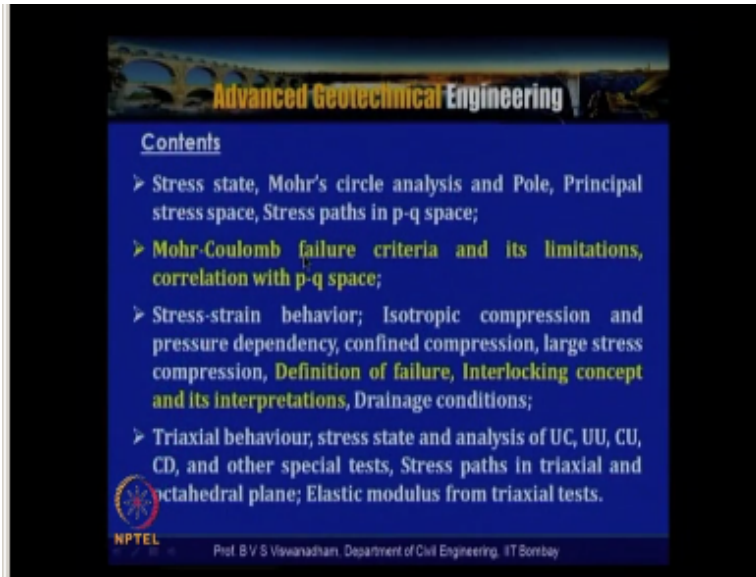 Advanced Geotechnical Engineering
Contents
➢ Stress state, Mohr's circle analysis and Pole, Principal
stress space, Stress paths in p-q space;
➢ Mohr-Coulomb failure criteria and its limitations,
correlation with p-q space;
➢ Stress-strain behavior; Isotropic compression and
pressure dependency, confined compression, large stress
compression, Definition of failure, Interlocking concept
and its interpretations, Drainage conditions;
➢ Triaxial behaviour, stress state and analysis of UC, UU, CU,
CD, and other special tests, Stress paths in triaxial and
octahedral plane; Elastic modulus from triaxial tests.
NPTEL
Prof. B V S Viswanadham, Department of Civil Engineering, IIT Bombay